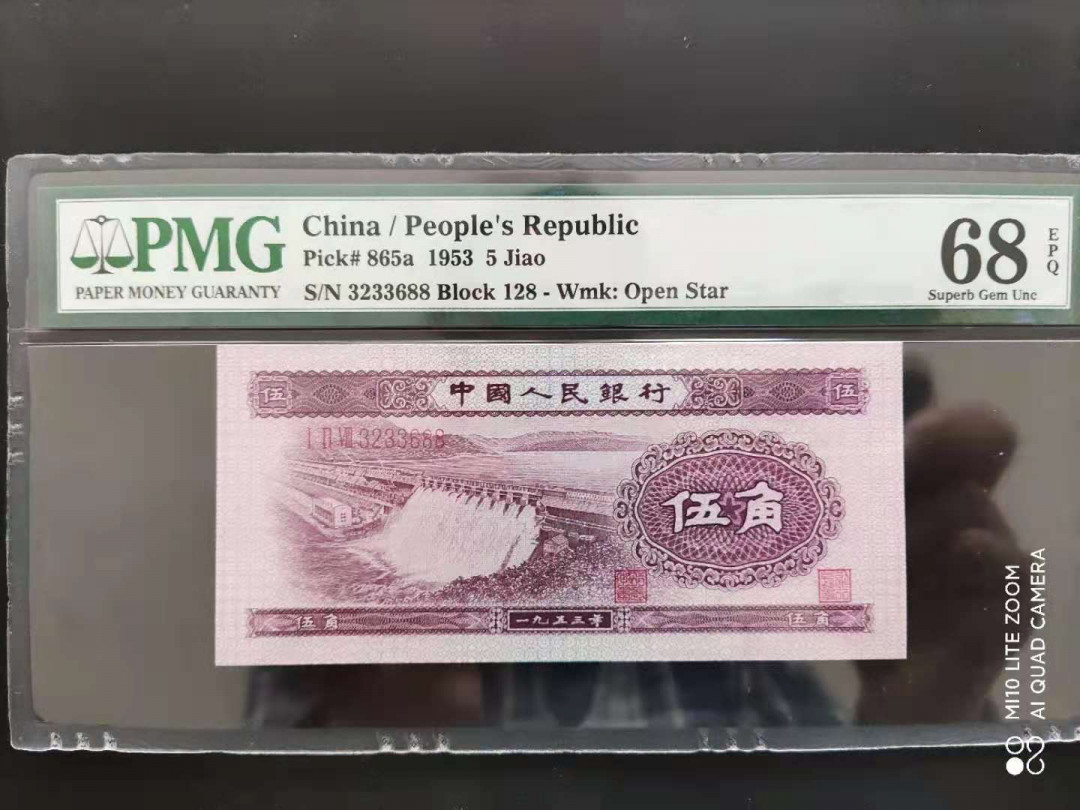 PMG
PAPER MONEY GUARANTY
China / People's Republic
Pick# 865a 1953 5 Jiao
S/N 3233688 Block 128 - Wmk: Open Star
68
EPQ
Superb Gem Unc
伍 中國人民銀行 伍
I II VIII 3233688
伍角
伍角 一九五三年 伍角
MI10 LITE ZOOM
AI QUAD CAMERA